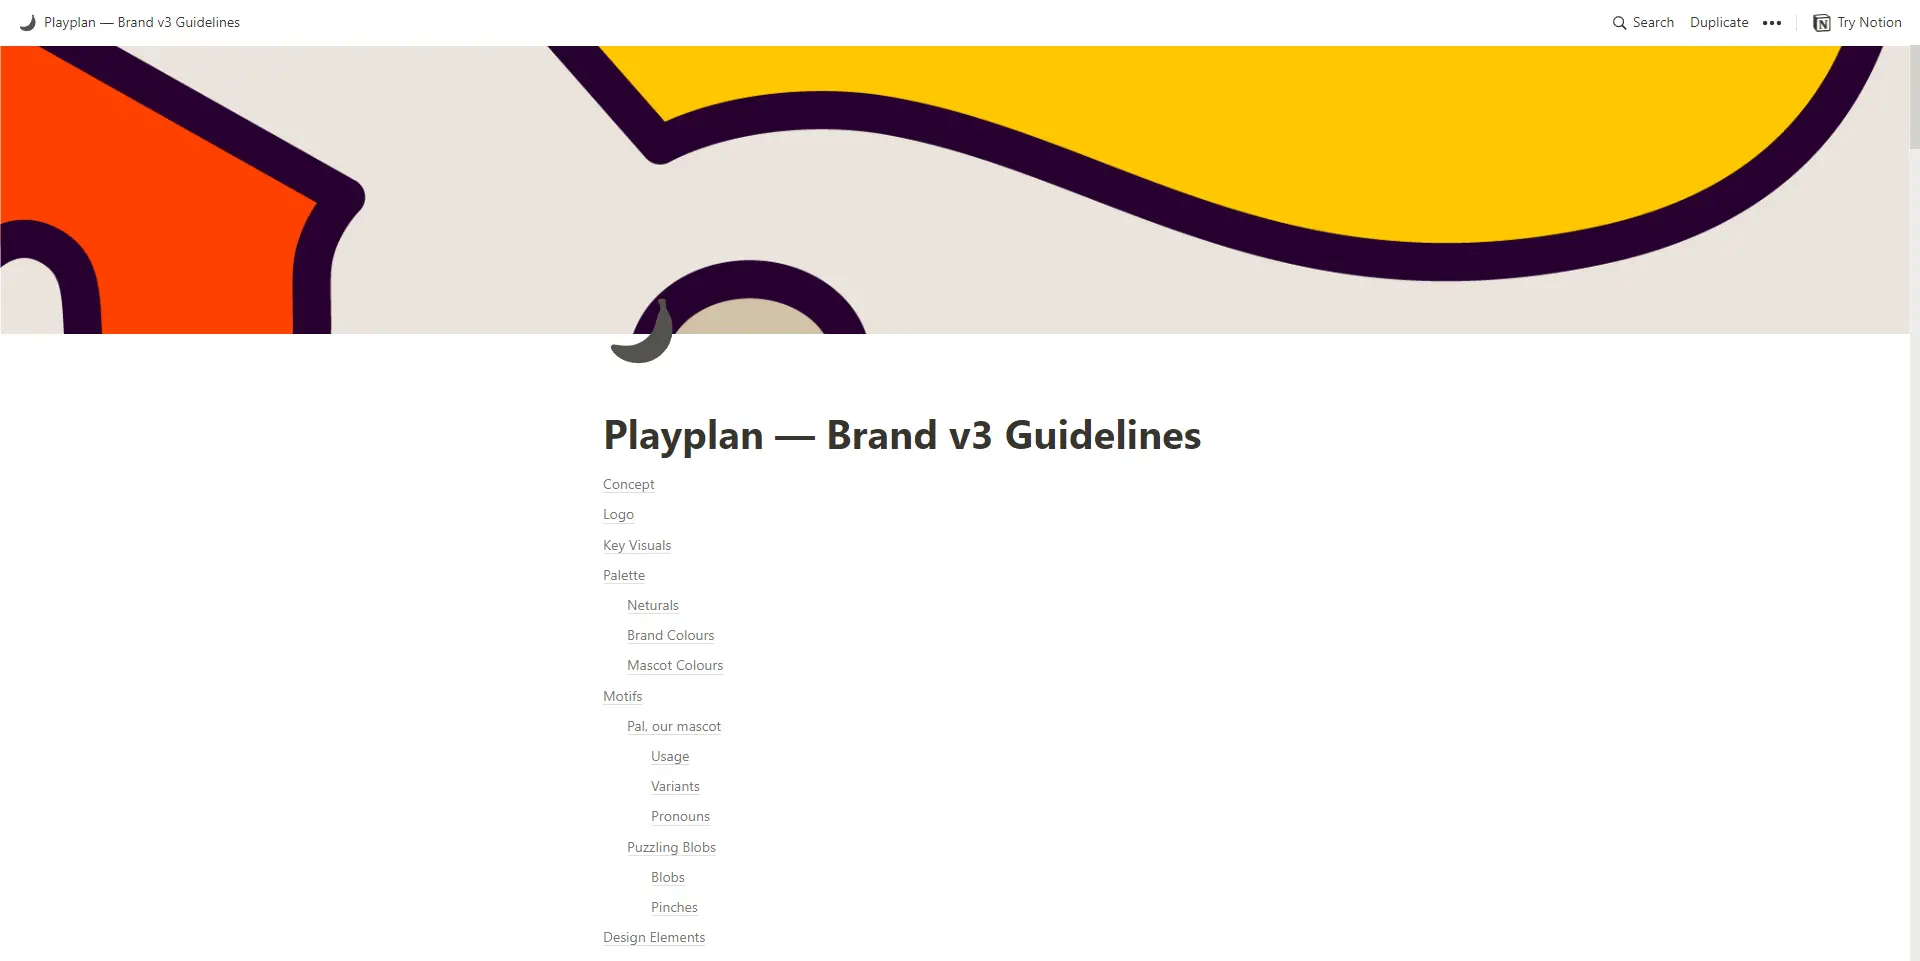 Playplan — Brand v3 Guidelines
Search
Duplicate
Try Notion
Playplan — Brand v3 Guidelines
Concept
Logo
Key Visuals
Palette
Neturals
Brand Colours
Mascot Colours
Motifs
Pal, our mascot
Usage
Variants
Pronouns
Puzzling Blobs
Blobs
Pinches
Design Elements